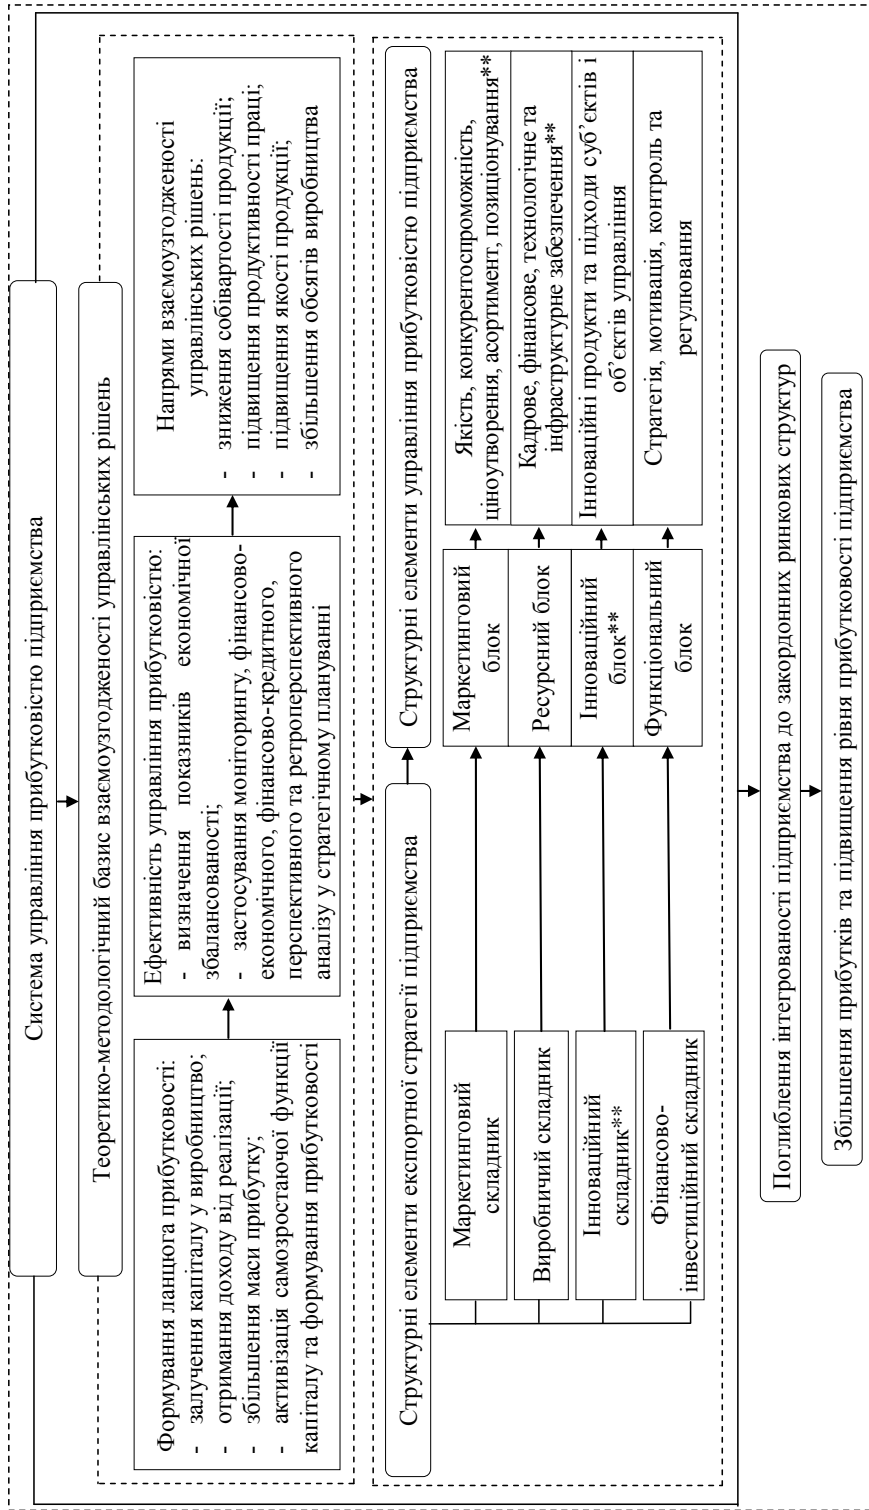 Система управління прибутковістю підприємства
Теоретико-методологічний базис взаємоузгодженості управлінських рішень
Формування ланцюга прибутковості:
- залучення капіталу у виробництво;
- отримання доходу від реалізації;
- збільшення маси прибутку;
- активізація самозростаючої функції
капіталу та формування прибутковості
Ефективність управління прибутковістю:
- визначення показників економічної
збалансованості;
- застосування моніторингу, фінансово-
економічного, фінансово-кредитного,
перспективного та ретроперспективного
аналізу у стратегічному плануванні
Напрями взаємоузгодженості
управлінських рішень:
- зниження собівартості продукції;
- підвищення продуктивності праці;
- підвищення якості продукції;
- збільшення обсягів виробництва
Структурні елементи експортної стратегії підприємства
Структурні елементи управління прибутковістю підприємства
Маркетинговий
складник
Маркетинговий
блок
Якість, конкурентоспроможність,
ціноутворення, асортимент, позиціонування**
Виробничий складник
Ресурсний блок
Кадрове, фінансове, технологічне та
інфраструктурне забезпечення**
Інноваційний
складник**
Інноваційний
блок**
Інноваційні продукти та підходи суб’єктів і
об’єктів управління
Фінансово-
інвестиційний складник
Функціональний
блок
Стратегія, мотивація, контроль та
регулювання
Поглиблення інтегрованості підприємства до закордонних ринкових структур
Збільшення прибутків та підвищення рівня прибутковості підприємства